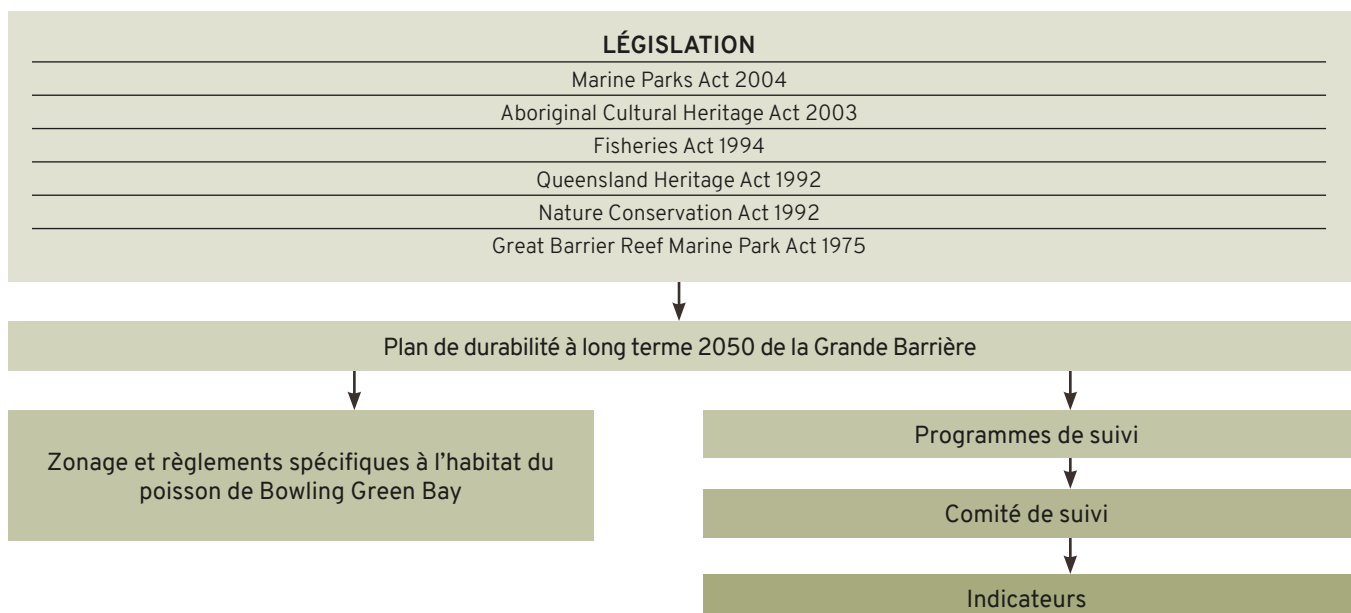 LÉGISLATION
Marine Parks Act 2004
Aboriginal Cultural Heritage Act 2003
Fisheries Act 1994
Queensland Heritage Act 1992
Nature Conservation Act 1992
Great Barrier Reef Marine Park Act 1975
Plan de durabilité à long terme 2050 de la Grande Barrière
Zonage et règlements spécifiques à l’habitat du
poisson de Bowling Green Bay
Programmes de suivi
Comité de suivi
Indicateurs